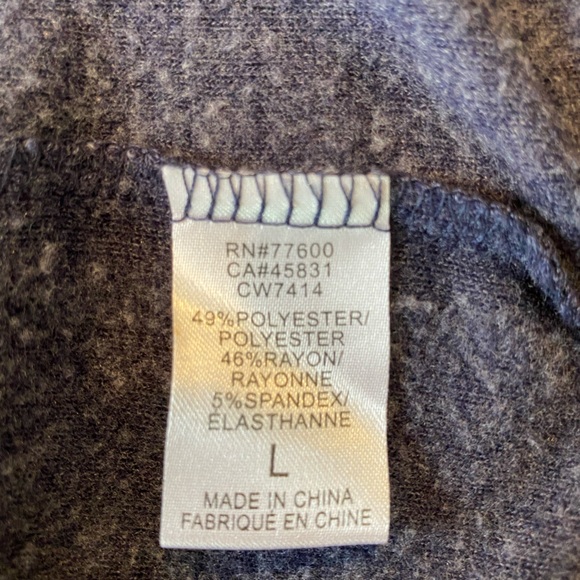 RN#77600
CA#45831
CW7414
49%POLYESTER/
POLYESTER
46%RAYON/
RAYONNE
5%SPANDEX/
ÉLASTHANNE
L
MADE IN CHINA
FABRIQUÉ EN CHINE